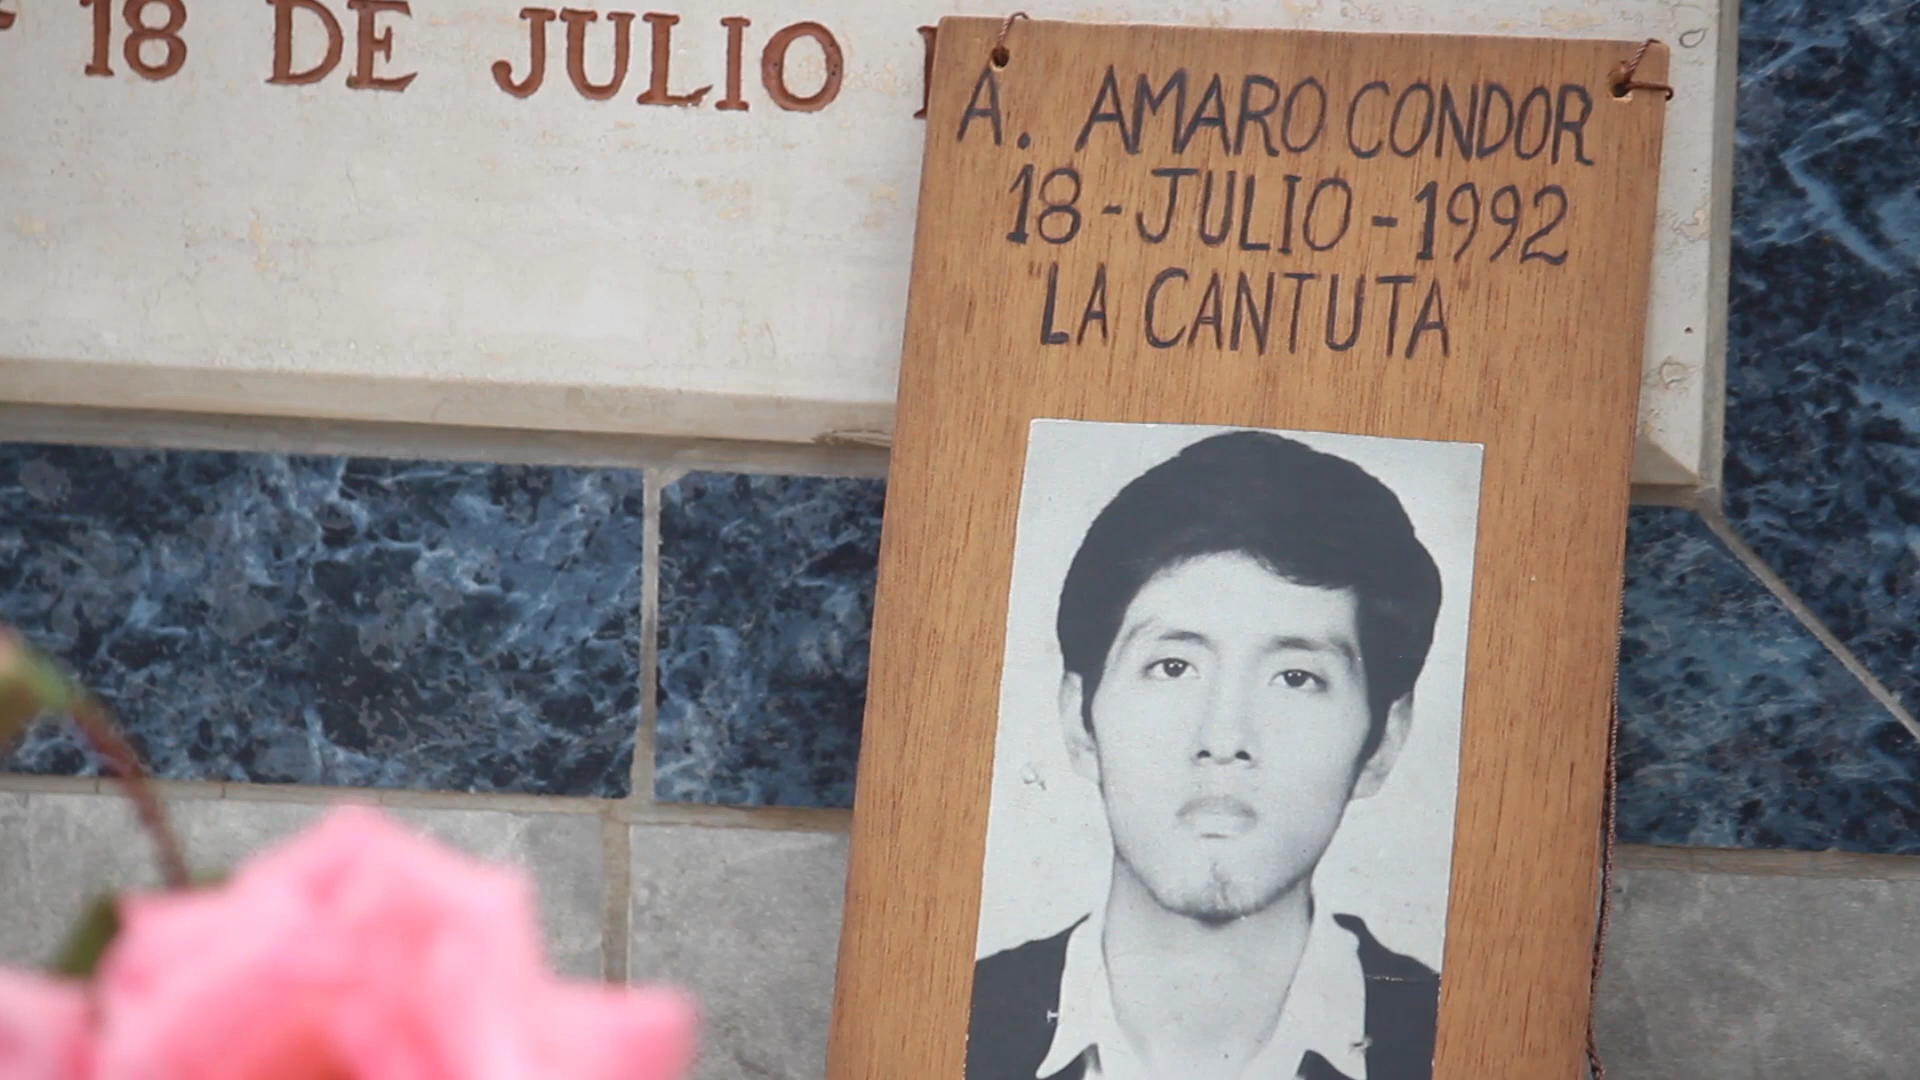 18 DE JULIO
A. AMARO CONDOR
18-JULIO-1992
"LA CANTUTA"